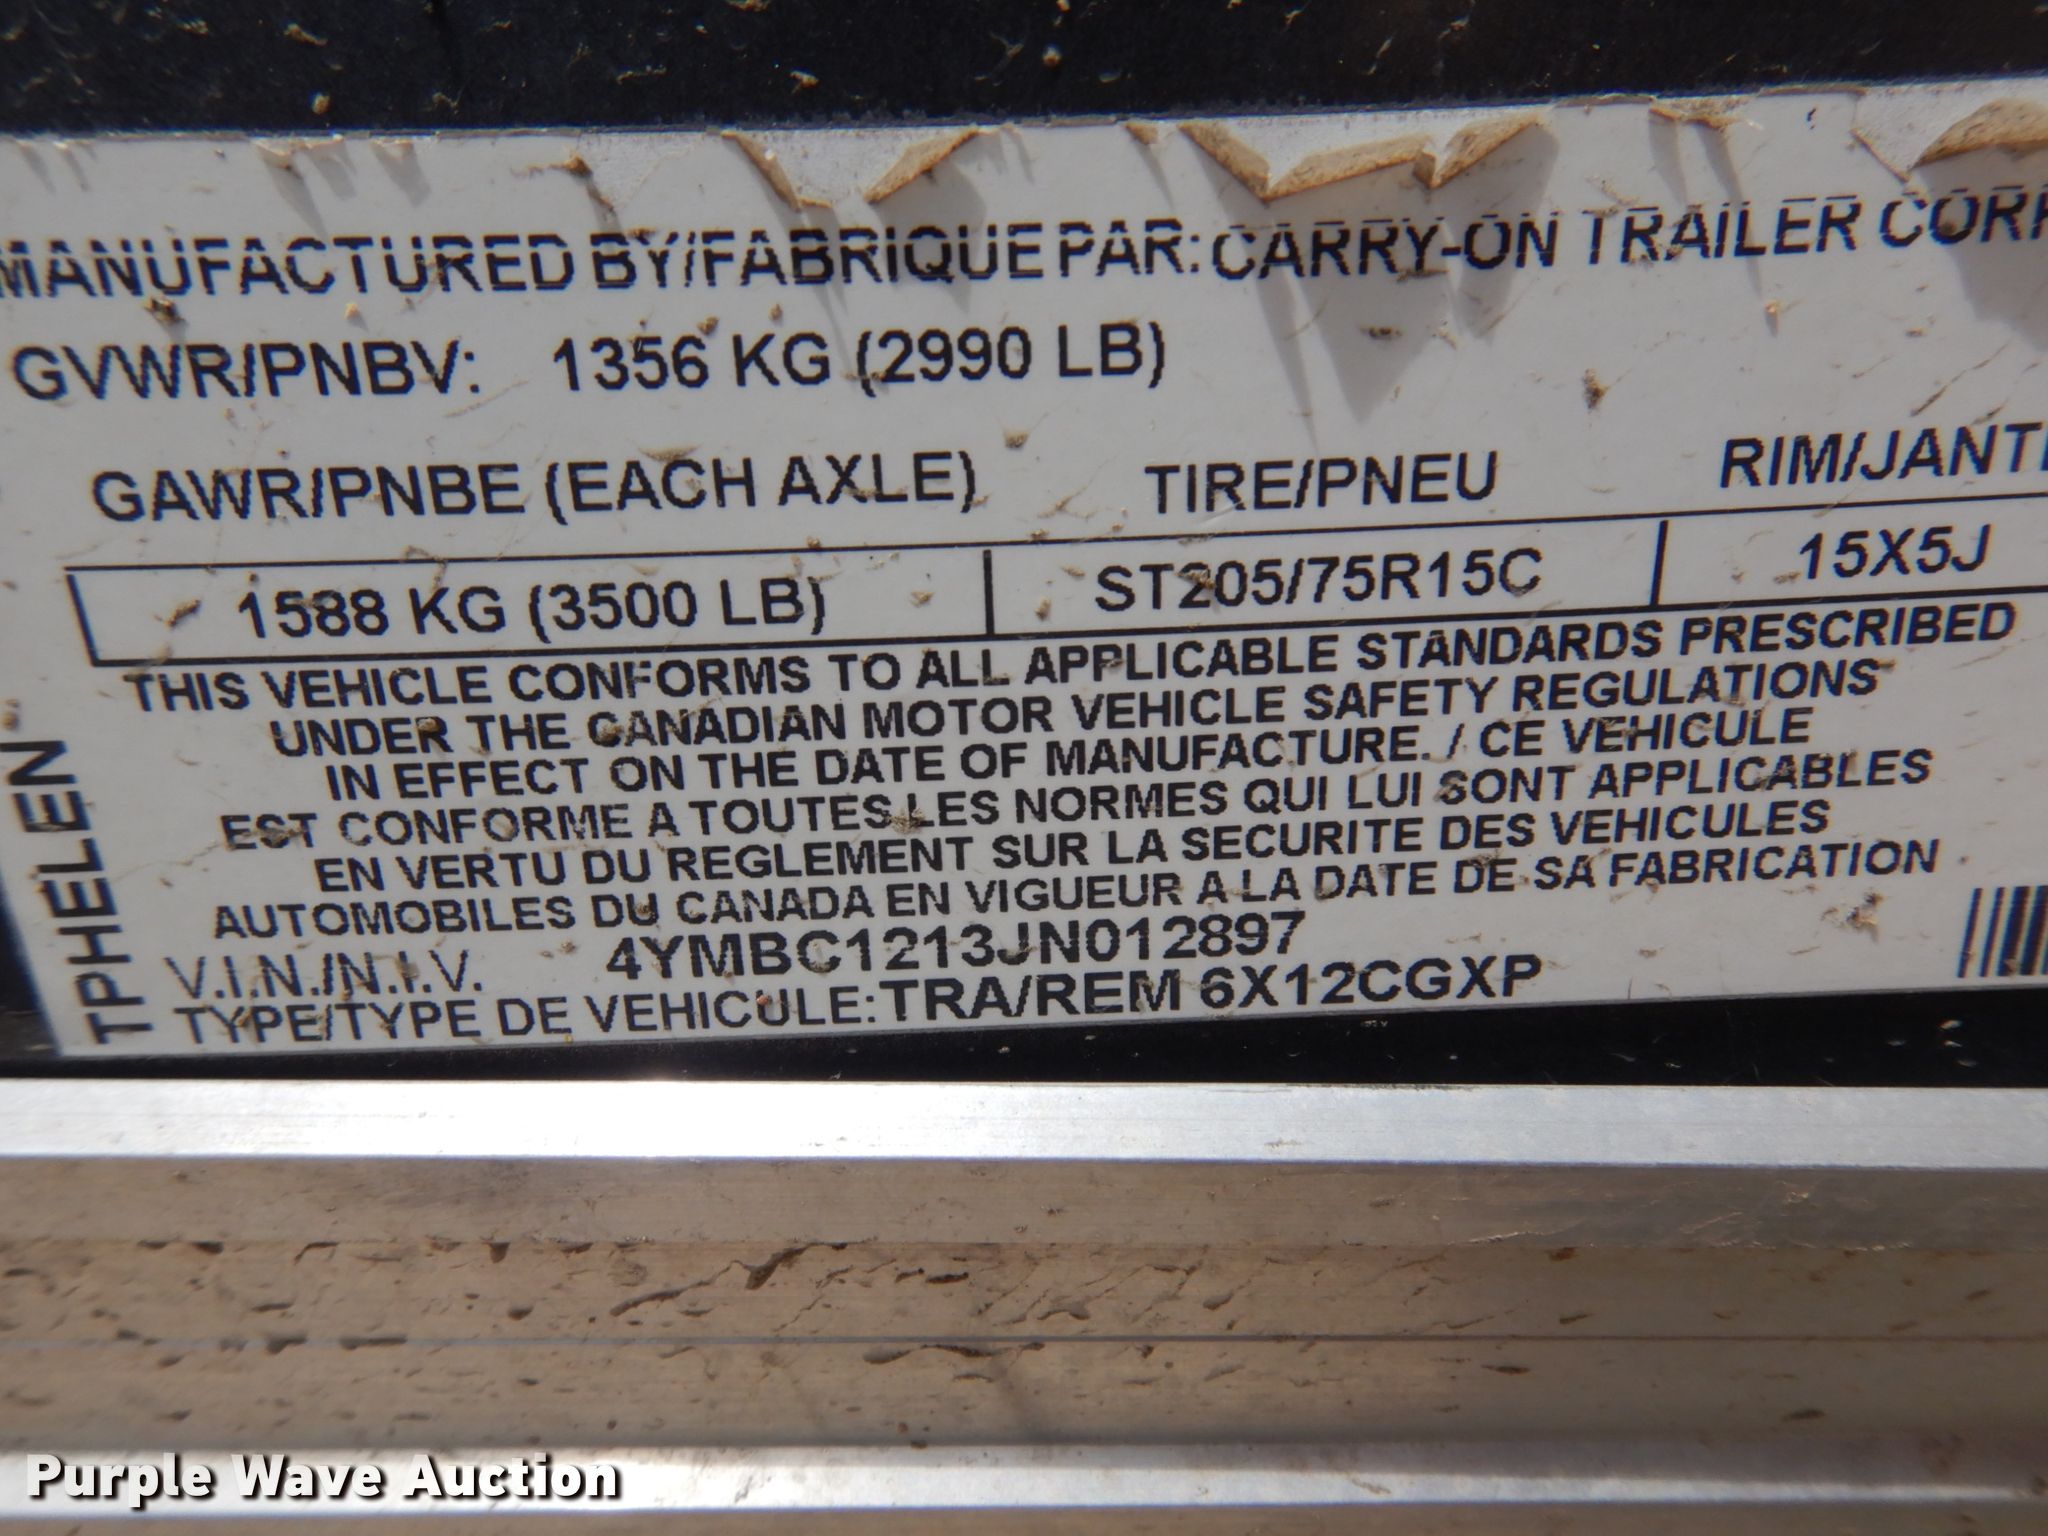 MANUFACTURED BY/FABRIQUE PAR: CARRY-ON TRAILER
GVWR/PNBV: 1356 KG (2990 LB)
GAWR/PNBE (EACH AXLE) TIRE/PNEU RIM/JANT
1588 KG (3500 LB) ST205/75R15C 15X5J
THIS VEHICLE CONFORMS TO ALL APPLICABLE STANDARDS PRESCRIBED
UNDER THE CANADIAN MOTOR VEHICLE SAFETY REGULATIONS
IN EFFECT ON THE DATE OF MANUFACTURE. / CE VEHICULE
EST CONFORME A TOUTES LES NORMES QUI LUI SONT APPLICABLES
EN VERTU DU REGLEMENT SUR LA SECURITE DES VEHICULES
AUTOMOBILES DU CANADA EN VIGUEUR A LA DATE DE SA FABRICATION
V.I.N./N.I.V. 4YMBC1213JN012897
TYPE/TYPE DE VEHICULE: TRA/REM 6X12CGXP
TPHELEN
Purple Wave Auction